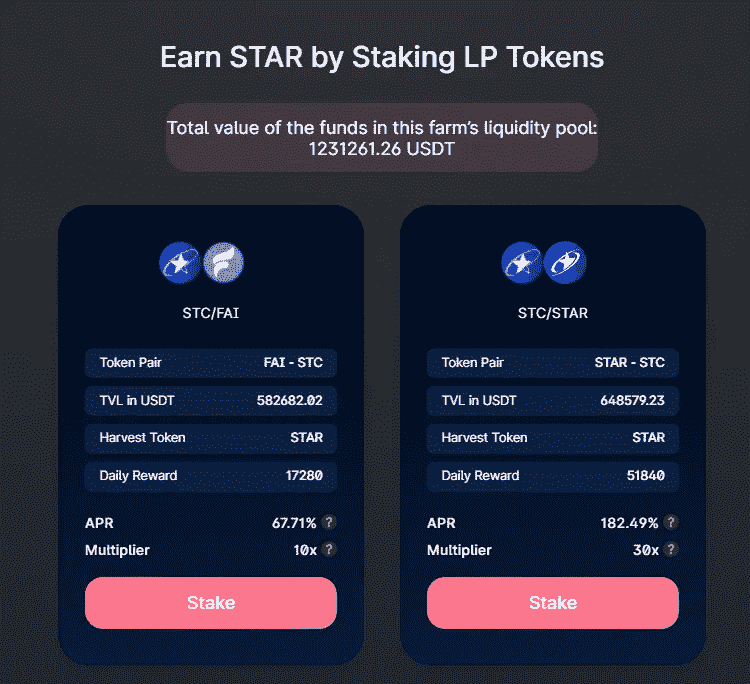 Earn STAR by Staking LP Tokens
Total value of the funds in this farm's liquidity pool:
1231261.26 USDT
STC/FAI
Token Pair FAI - STC
TVL in USDT 582682.02
Harvest Token STAR
Daily Reward 17280
APR 67.71% ?
Multiplier 10x ?
Stake
STC/STAR
Token Pair STAR - STC
TVL in USDT 648579.23
Harvest Token STAR
Daily Reward 51840
APR 182.49% ?
Multiplier 30x ?
Stake